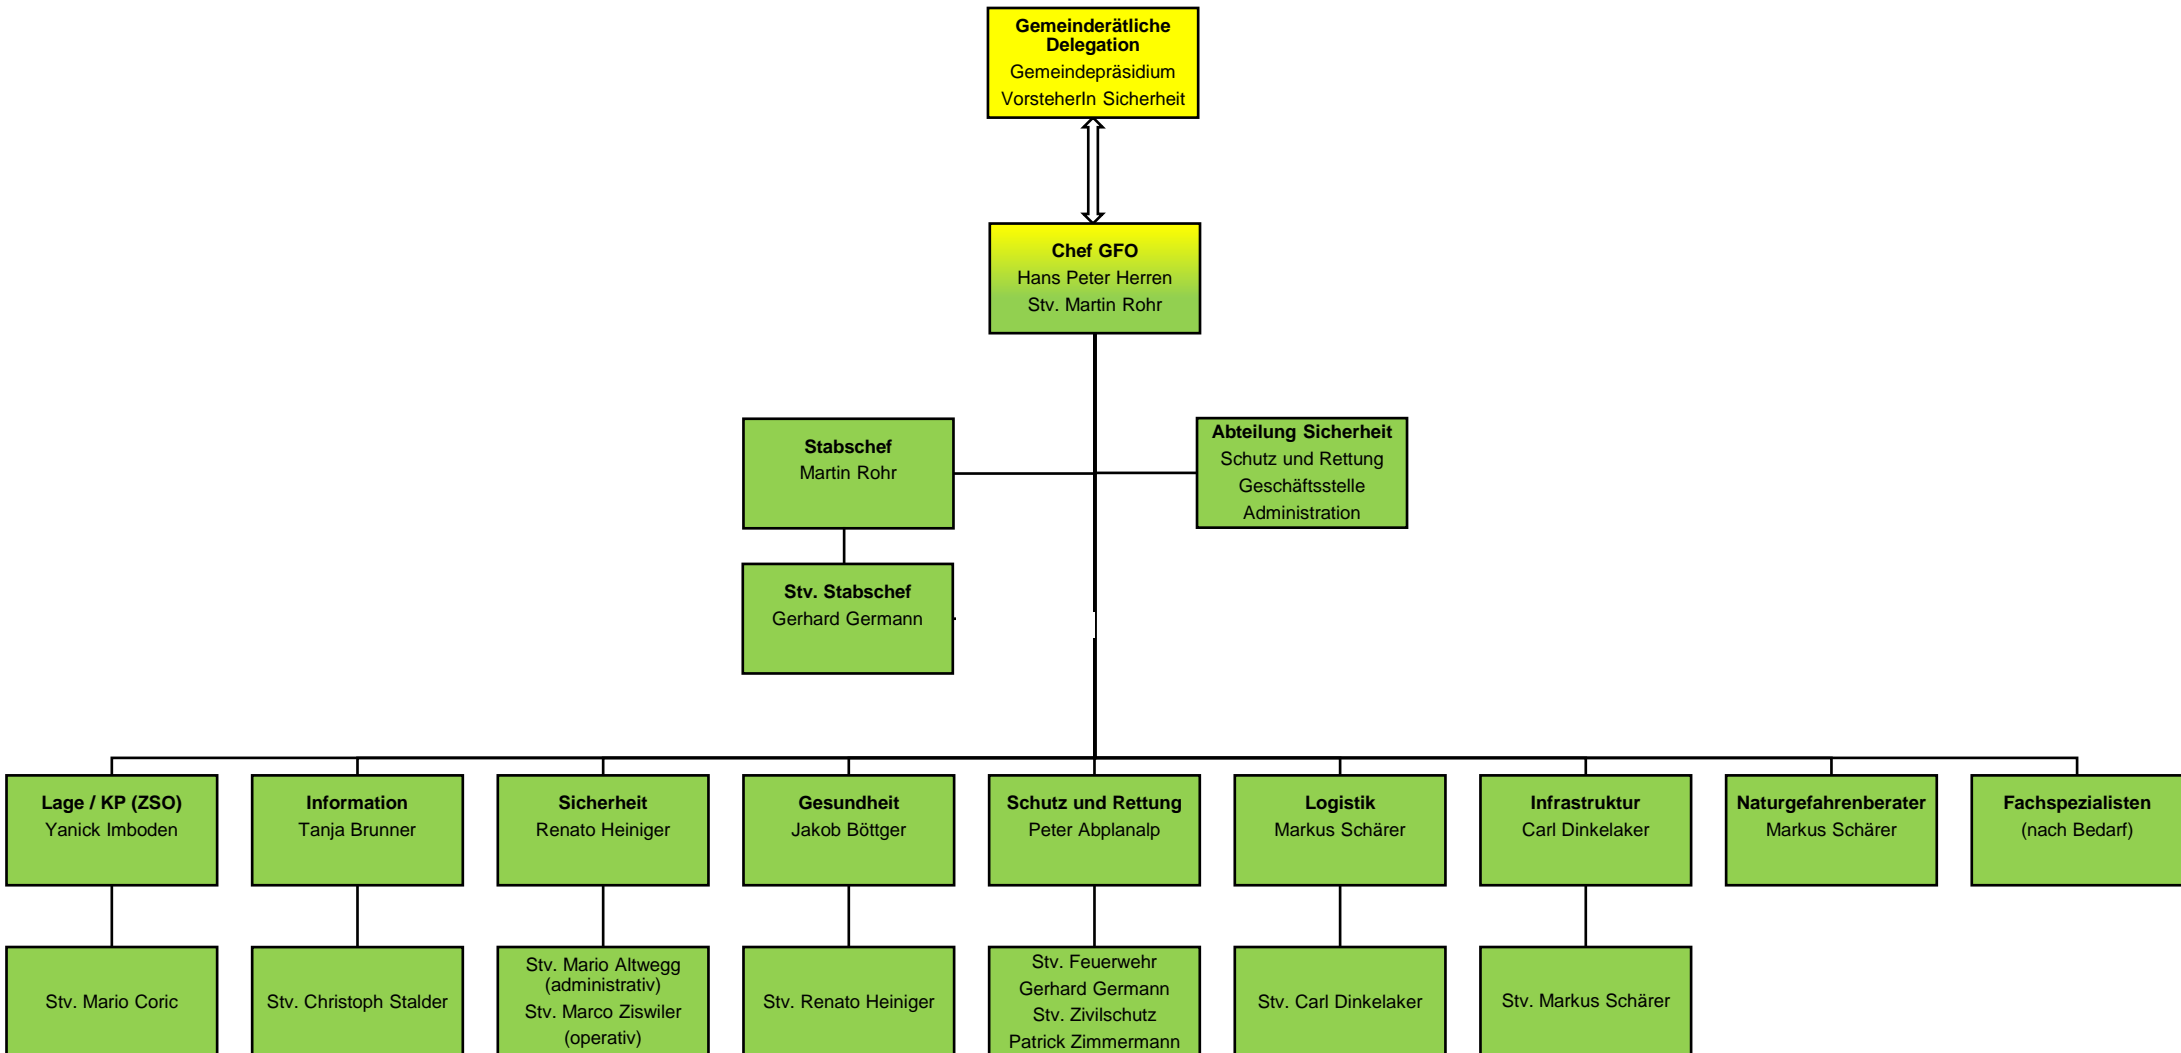 Gemeinderätliche
Delegation
Gemeindepräsidium
VorsteherIn Sicherheit
Chef GFO
Hans Peter Herren
Stv. Martin Rohr
Stabschef
Martin Rohr
Abteilung Sicherheit
Schutz und Rettung
Geschäftsstelle
Administration
Stv. Stabschef
Gerhard Germann
Lage / KP (ZSO)
Yanick Imboden
Information
Tanja Brunner
Sicherheit
Renato Heiniger
Gesundheit
Jakob Böttger
Schutz und Rettung
Peter Abplanalp
Logistik
Markus Schärer
Infrastruktur
Carl Dinkelaker
Naturgefahrenberater
Markus Schärer
Fachspezialisten
(nach Bedarf)
Stv. Mario Coric
Stv. Christoph Stalder
Stv. Mario Altwegg
(administrativ)
Stv. Marco Ziswiler
(operativ)
Stv. Renato Heiniger
Stv. Feuerwehr
Gerhard Germann
Stv. Zivilschutz
Patrick Zimmermann
Stv. Carl Dinkelaker
Stv. Markus Schärer